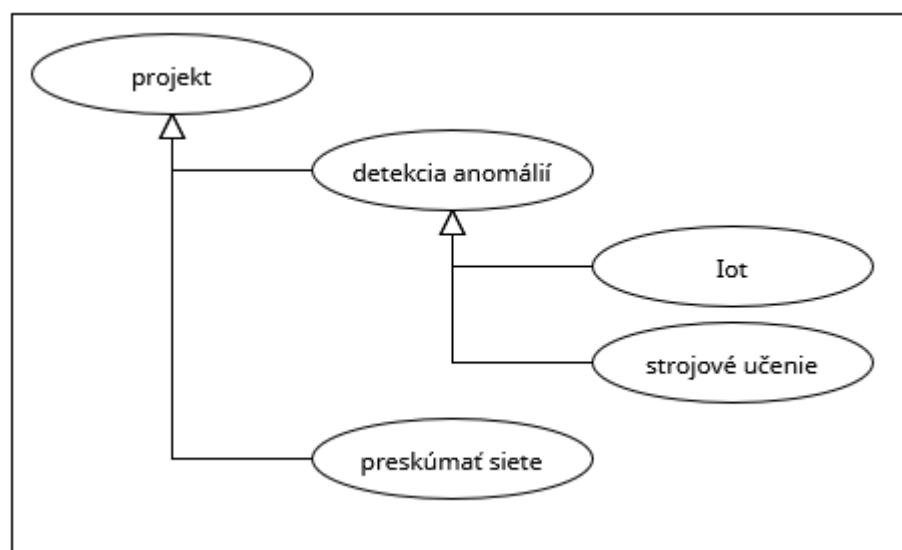 projekt
detekcia anomálií
Iot
strojové učenie
preskúmať siete